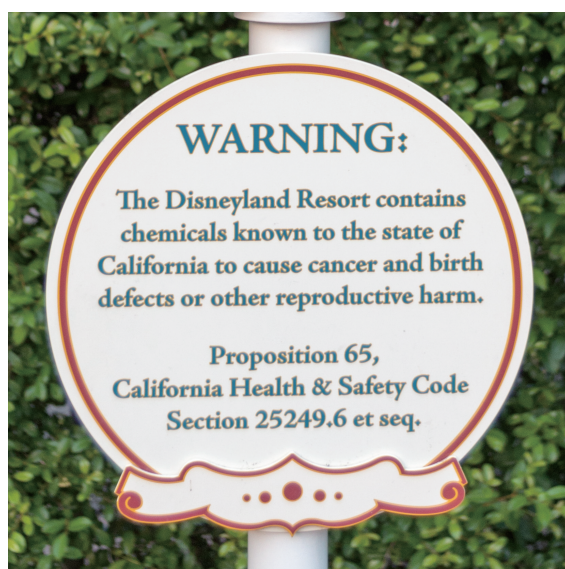 WARNING:
The Disneyland Resort contains
chemicals known to the state of
California to cause cancer and birth
defects or other reproductive harm.
Proposition 65,
California Health & Safety Code
Section 25249.6 et seq.